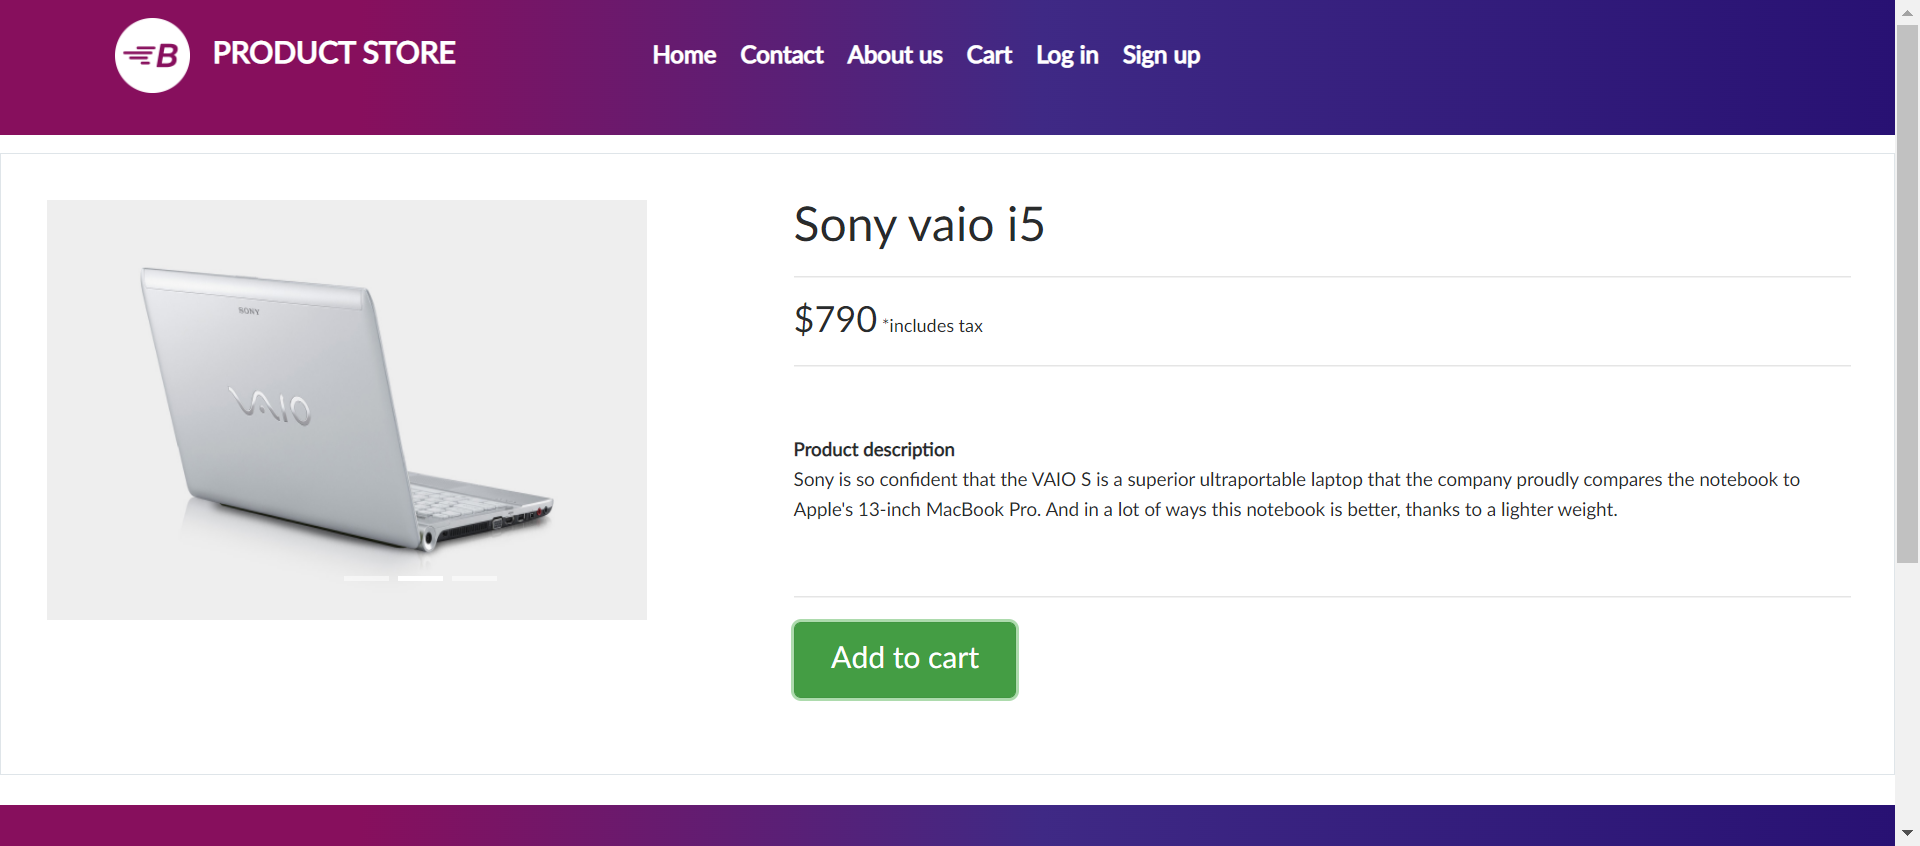 B PRODUCT STORE
Home Contact About us Cart Log in Sign up
SONY
VAIO
Sony vaio i5
$790 *includes tax
Product description
Sony is so confident that the VAIO S is a superior ultraportable laptop that the company proudly compares the notebook to
Apple's 13-inch MacBook Pro. And in a lot of ways this notebook is better, thanks to a lighter weight.
Add to cart